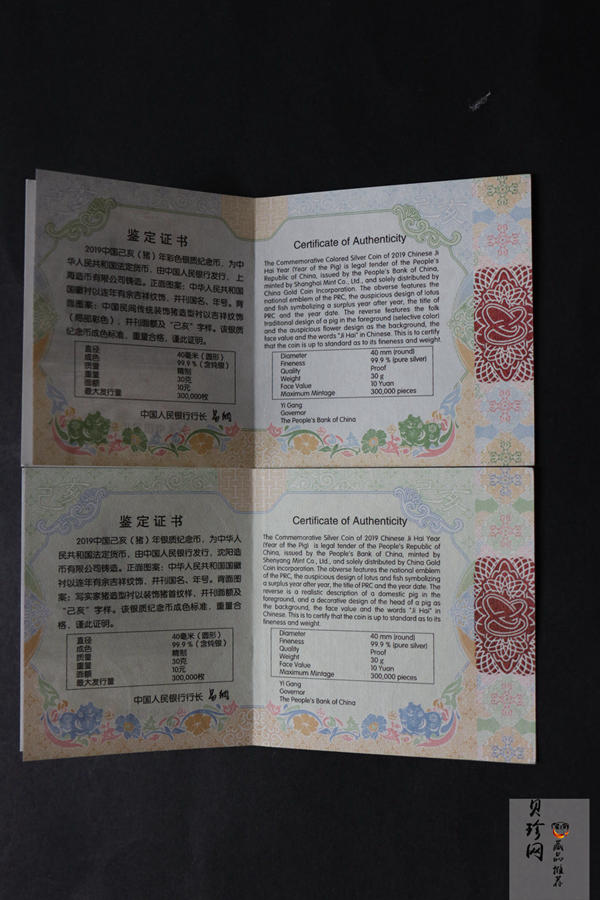 鉴定证书
2019中国己亥（猪）年彩色银质纪念币，为中
华人民共和国法定货币，由中国人民银行发行，上
海造币有限公司铸造。正面图案：中华人民共和国
国徽衬以连年有余吉祥纹饰，并刊国名、年号。背
面图案：中国民间传统装饰猪造型衬以吉祥纹饰
（局部彩色），并刊面额及“己亥”字样。该银质
纪念币成色标准，重量合格，谨此证明。
直径 40毫米（圆形）
成色 99.9%（含纯银）
质量 精制
重量 30克
面额 10元
最大发行量 300,000枚
中国人民银行行长
Certificate of Authenticity
The Commemorative Colored Silver Coin of 2019 Chinese Ji
Hai Year (Year of the Pig) is legal tender of the People's
Republic of China, issued by the People's Bank of China,
minted by Shanghai Mint Co., Ltd., and solely distributed by
China Gold Coin Incorporation. The obverse features the
national emblem of the PRC, the auspicious design of lotus
and fish symbolizing a surplus year after year, the title of
PRC and the year date. The reverse features the folk
traditional design of a pig in the foreground (selective color)
and the auspicious flower design as the background, the
face value and the words "Ji Hai" in Chinese. This is to certify
that the coin is up to standard as to its fineness and weight.
Diameter 40 mm (round)
Fineness 99.9 % (pure silver)
Quality Proof
Weight 30 g
Face Value 10 Yuan
Maximum Mintage 300,000 pieces
Yi Gang
Governor
The People's Bank of China
鉴定证书
2019中国己亥（猪）年银质纪念币，为中华人
民共和国法定货币，由中国人民银行发行，沈阳造
币有限公司铸造。正面图案：中华人民共和国国徽
衬以连年有余吉祥纹饰，并刊国名、年号。背面图
案：写实家猪造型衬以装饰猪首纹样，并刊面额及
“己亥”字样。该银质纪念币成色标准，重量合
格，谨此证明。
直径 40毫米（圆形）
成色 99.9%（含纯银）
质量 精制
重量 30克
面额 10元
最大发行量 300,000枚
中国人民银行行长
Certificate of Authenticity
The Commemorative Silver Coin of 2019 Chinese Ji Hai Year
(Year of the Pig) is legal tender of the People's Republic of
China, issued by the People's Bank of China, minted by
Shenyang Mint Co., Ltd., and solely distributed by China Gold
Coin Incorporation. The obverse features the national emblem
of the PRC, the auspicious design of lotus and fish symbolizing
a surplus year after year, the title of PRC and the year date. The
reverse is a realistic depiction of a domestic pig in the
foreground, and a decorative design of the head of a pig as
the background, the face value and the words "Ji Hai" in
Chinese. This is to certify that the coin is up to standard as to its
fineness and weight.
Diameter 40 mm (round)
Fineness 99.9 % (pure silver)
Quality Proof
Weight 30 g
Face Value 10 Yuan
Maximum Mintage 300,000 pieces
Yi Gang
Governor
The People's Bank of China
贝珍网
藏品推荐